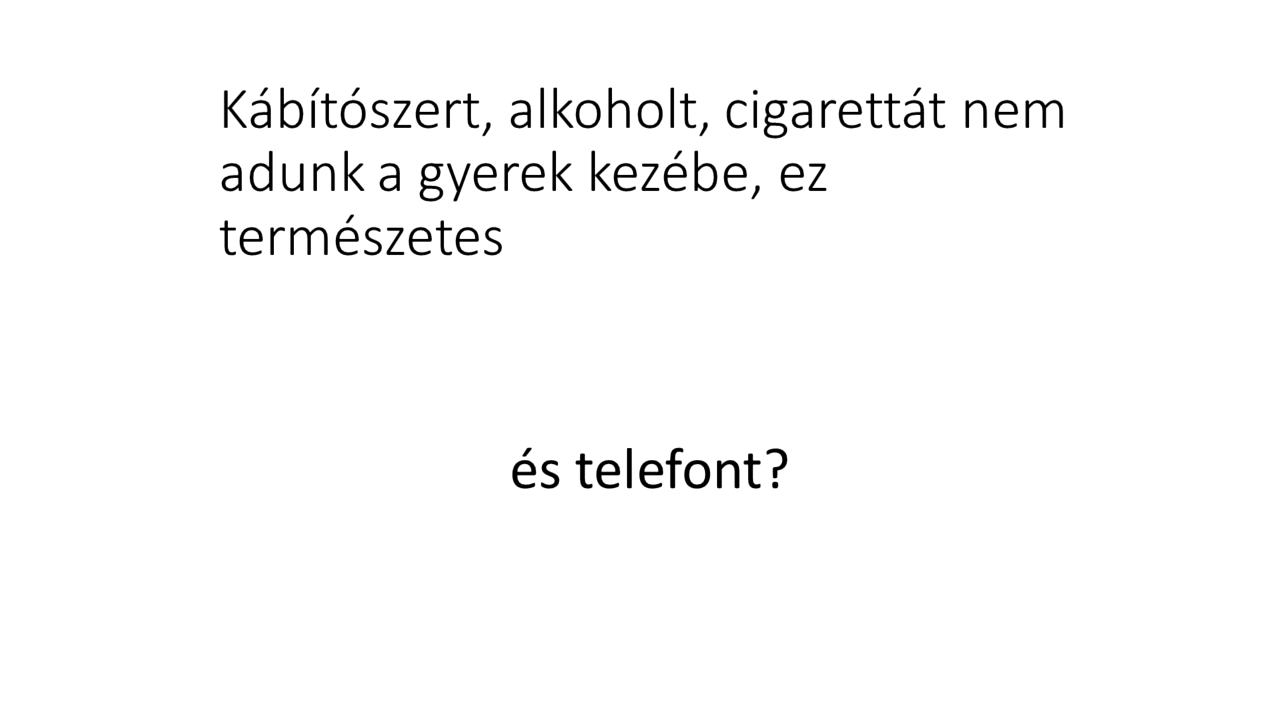 Kábítószert, alkoholt, cigarettát nem
adunk a gyerek kezébe, ez
természetes
és telefont?